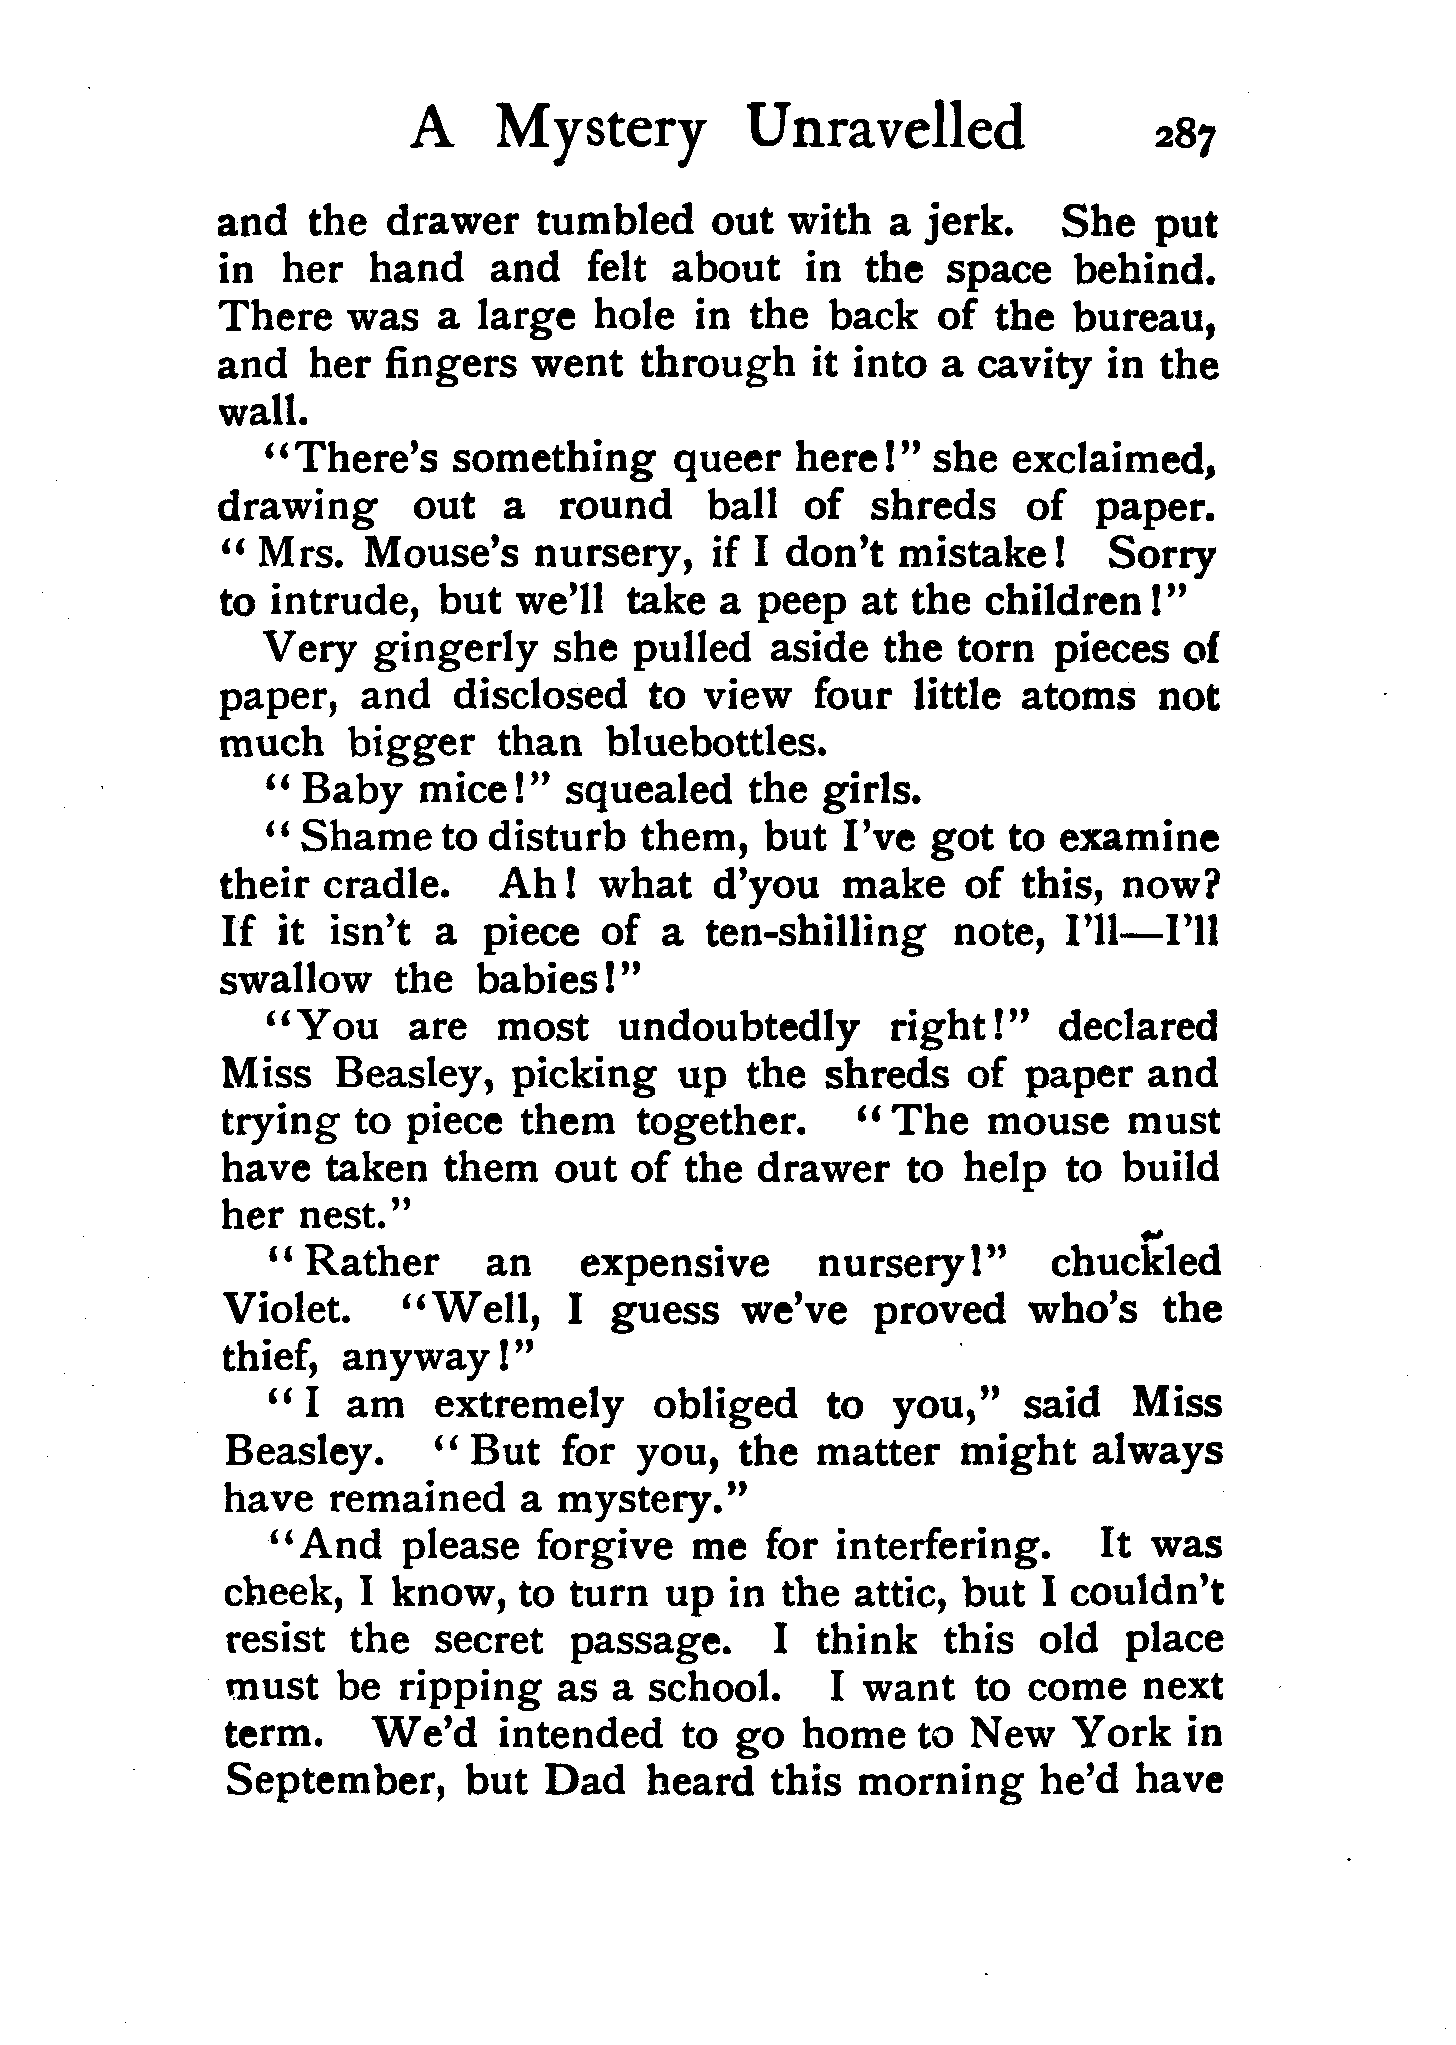 A Mystery Unravelled 287
and the drawer tumbled out with a jerk. She put
in her hand and felt about in the space behind.
There was a large hole in the back of the bureau,
and her fingers went through it into a cavity in the
wall.
"There's something queer here!" she exclaimed,
drawing out a round ball of shreds of paper.
"Mrs. Mouse's nursery, if I don't mistake! Sorry
to intrude, but we'll take a peep at the children!"
Very gingerly she pulled aside the torn pieces of
paper, and disclosed to view four little atoms not
much bigger than bluebottles.
"Baby mice!" squealed the girls.
"Shame to disturb them, but I've got to examine
their cradle. Ah! what d'you make of this, now?
If it isn't a piece of a ten-shilling note, I'll—I'll
swallow the babies!"
"You are most undoubtedly right!" declared
Miss Beasley, picking up the shreds of paper and
trying to piece them together. "The mouse must
have taken them out of the drawer to help to build
her nest."
"Rather an expensive nursery!" chuckled
Violet. "Well, I guess we've proved who's the
thief, anyway!"
"I am extremely obliged to you," said Miss
Beasley. "But for you, the matter might always
have remained a mystery."
"And please forgive me for interfering. It was
cheek, I know, to turn up in the attic, but I couldn't
resist the secret passage. I think this old place
must be ripping as a school. I want to come next
term. We'd intended to go home to New York in
September, but Dad heard this morning he'd have